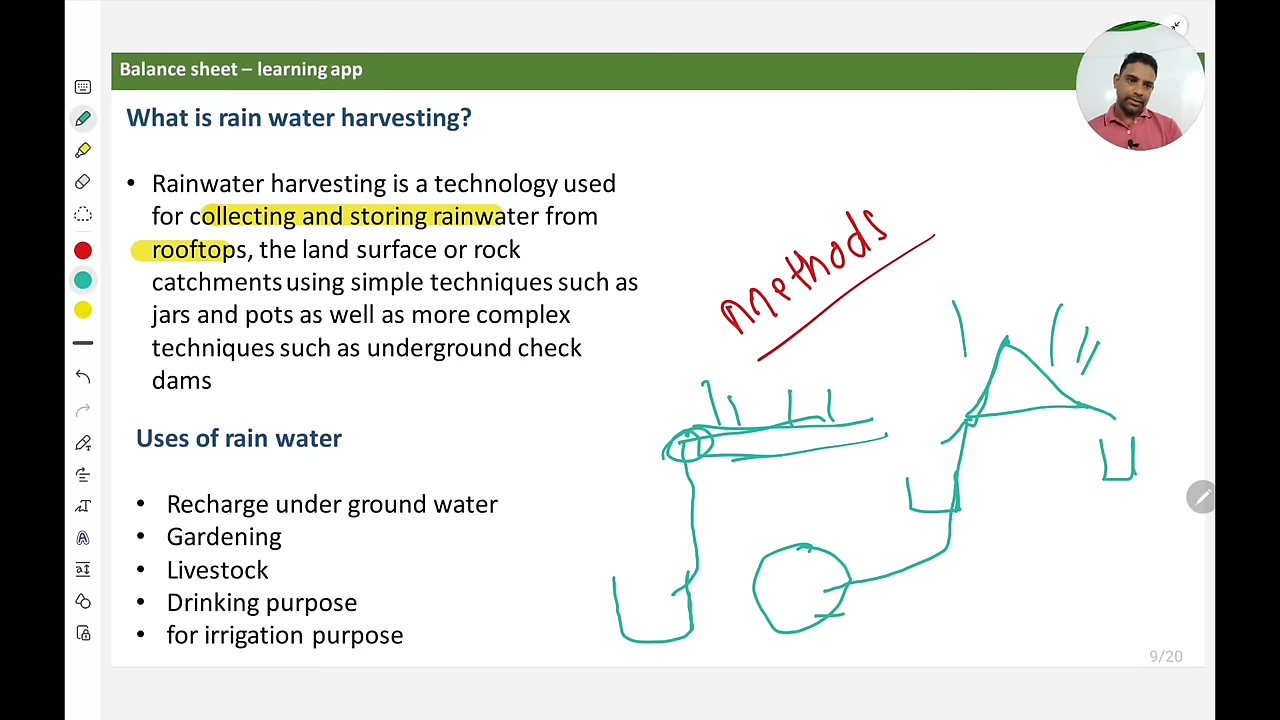 Balance sheet – learning app
What is rain water harvesting?
• Rainwater harvesting is a technology used
for collecting and storing rainwater from
rooftops, the land surface or rock
catchments using simple techniques such as
jars and pots as well as more complex
techniques such as underground check
dams
methods
Uses of rain water
• Recharge under ground water
• Gardening
• Livestock
• Drinking purpose
• for irrigation purpose
9/20